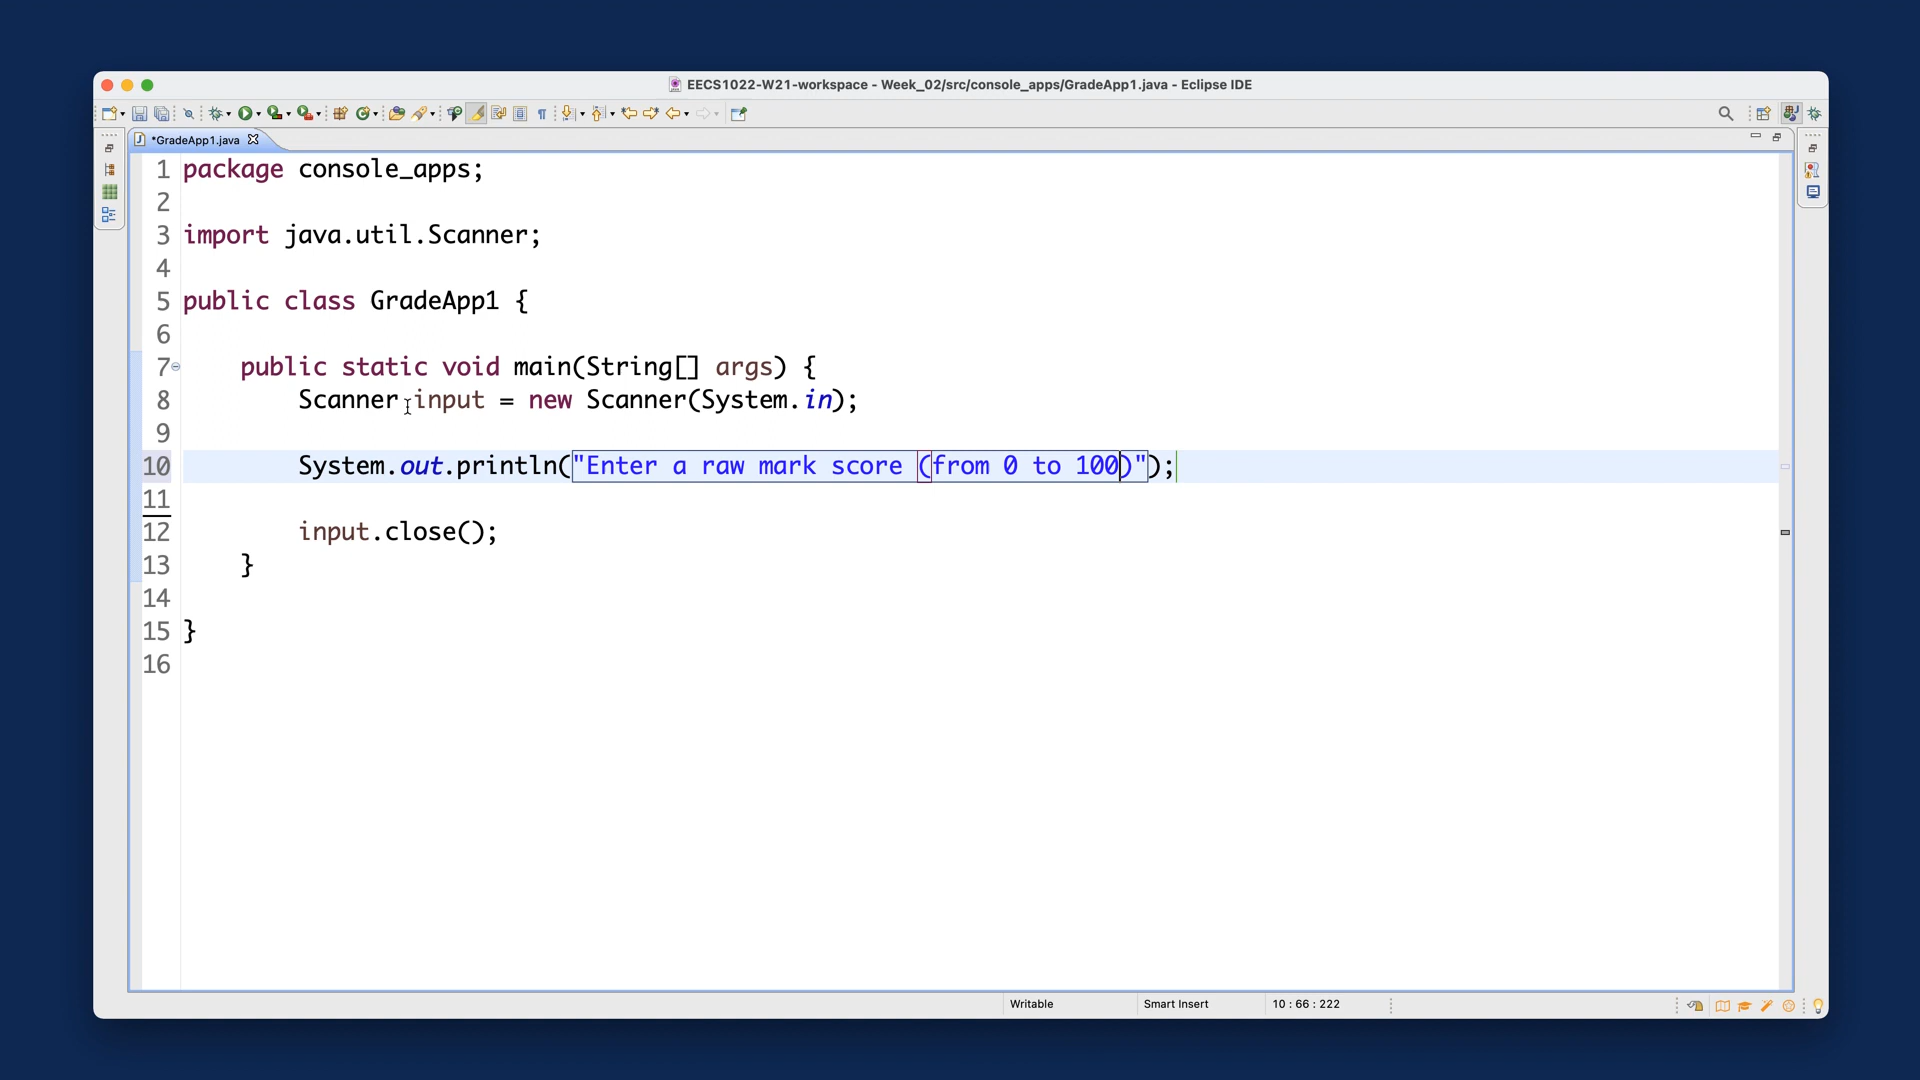 EECS1022-W21-workspace - Week_02/src/console_apps/GradeApp1.java - Eclipse IDE
*GradeApp1.java
1 package console_apps;
2
3 import java.util.Scanner;
4
5 public class GradeApp1 {
6
7 public static void main(String[] args) {
8 Scanner input = new Scanner(System.in);
9
10 System.out.println("Enter a raw mark score (from 0 to 100)");
11
12 input.close();
13 }
14
15 }
16
Writable Smart Insert 10 : 66 : 222